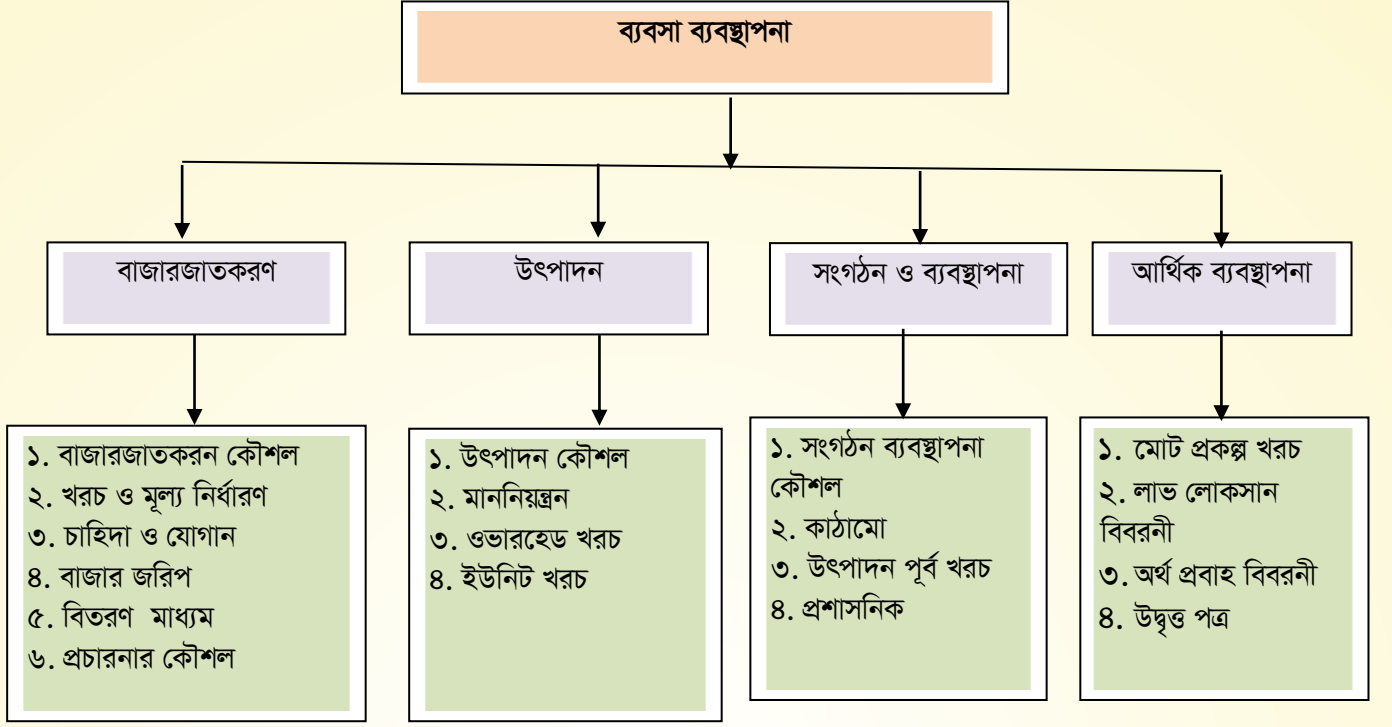 ব্যবসা ব্যবস্থাপনা
বাজারজাতকরণ
উৎপাদন
সংগঠন ও ব্যবস্থাপনা
আর্থিক ব্যবস্থাপনা
১. বাজারজাতকরন কৌশল
২. খরচ ও মূল্য নির্ধারণ
৩. চাহিদা ও যোগান
৪. বাজার জরিপ
৫. বিতরণ মাধ্যম
৬. প্রচারনার কৌশল
১. উৎপাদন কৌশল
২. মাননিয়ন্ত্রন
৩. ওভারহেড খরচ
৪. ইউনিট খরচ
১. সংগঠন ব্যবস্থাপনা
কৌশল
২. কাঠামো
৩. উৎপাদন পূর্ব খরচ
৪. প্রশাসনিক
১. মোট প্রকল্প খরচ
২. লাভ লোকসান
বিবরনী
৩. অর্থ প্রবাহ বিবরনী
৪. উদ্বৃত্ত পত্র